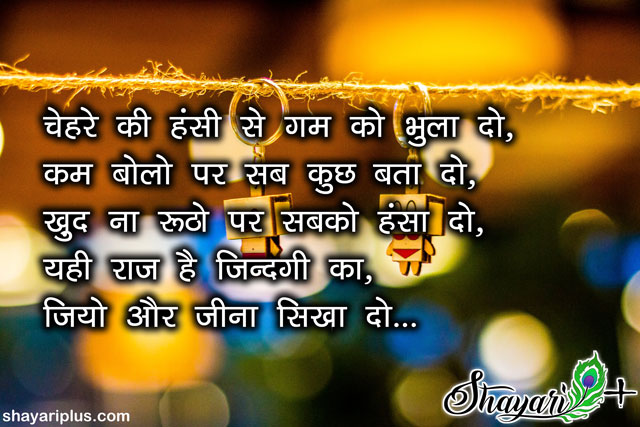 चेहरे की हंसी से गम को भुला दो,
कम बोलो पर सब कुछ बता दो,
खुद ना रूठो पर सबको हंसा दो,
यही राज है जिन्दगी का,
जियो और जीना सिखा दो...
Shayari+
shayariplus.com